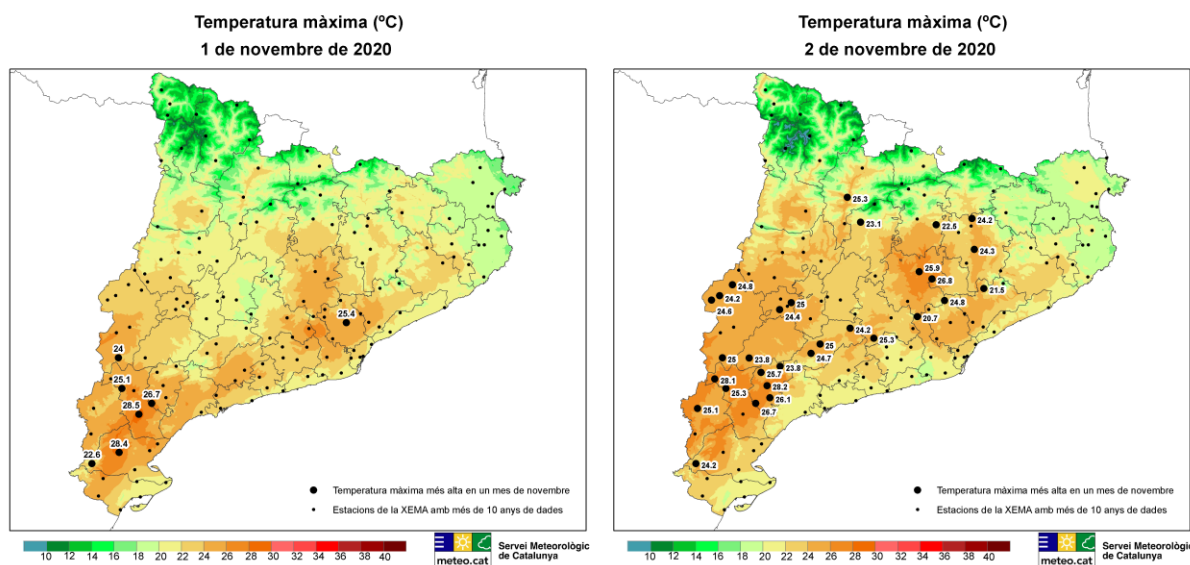 Temperatura màxima (ºC)
1 de novembre de 2020
25.4
24
25.1
26.7
28.5
28.4
22.6
Temperatura màxima més alta en un mes de novembre
Estacions de la XEMA amb més de 10 anys de dades
10 12 14 16 18 20 22 24 26 28 30 32 34 36 38 40
meteo.cat
Servei Meteorològic
de Catalunya
Temperatura màxima (ºC)
2 de novembre de 2020
25.3
23.1
22.5
24.2
24.3
25.9
26.8
21.5
24.8
24.8
24.2
24.6
25
24.4
20.7
24.2
25.3
25
24.7
25
23.8
23.8
25.7
28.1
25.3
28.2
26.1
26.7
25.1
24.2
Temperatura màxima més alta en un mes de novembre
Estacions de la XEMA amb més de 10 anys de dades
10 12 14 16 18 20 22 24 26 28 30 32 34 36 38 40
meteo.cat
Servei Meteorològic
de Catalunya